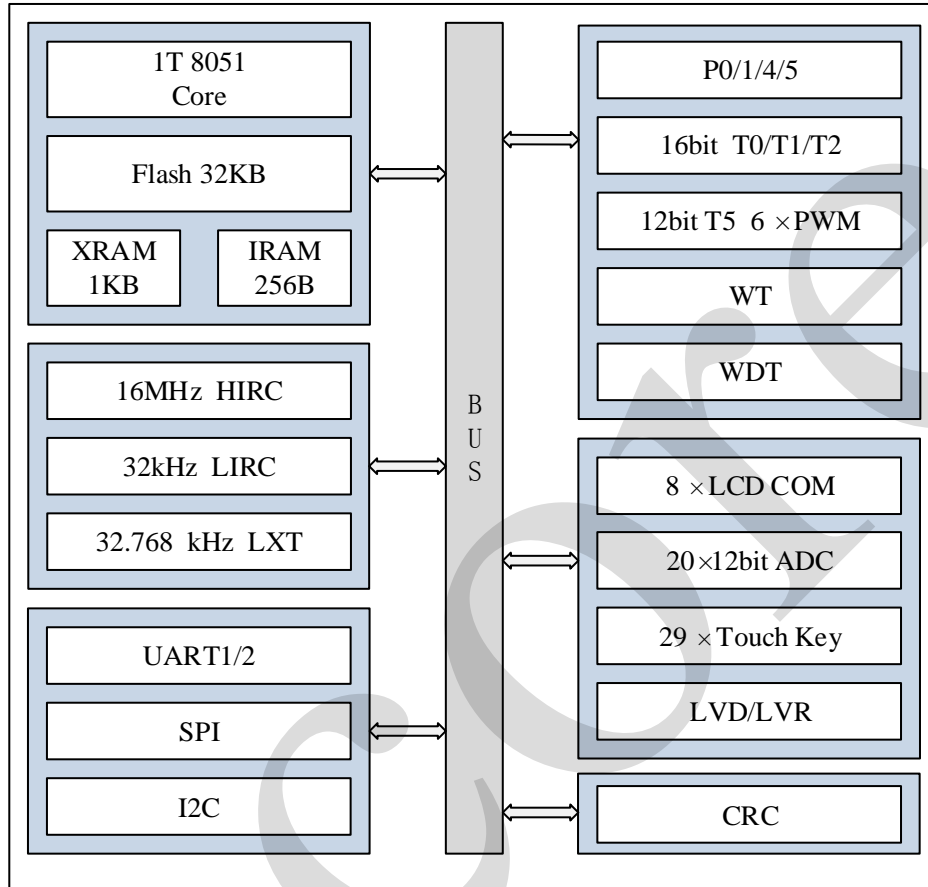 1T 8051
Core
Flash 32KB
XRAM
1KB
IRAM
256B
16MHz HIRC
32kHz LIRC
32.768 kHz LXT
UART1/2
SPI
I2C
B
U
S
P0/1/4/5
16bit T0/T1/T2
12bit T5 6 ×PWM
WT
WDT
8 ×LCD COM
20×12bit ADC
29 ×Touch Key
LVD/LVR
CRC
core